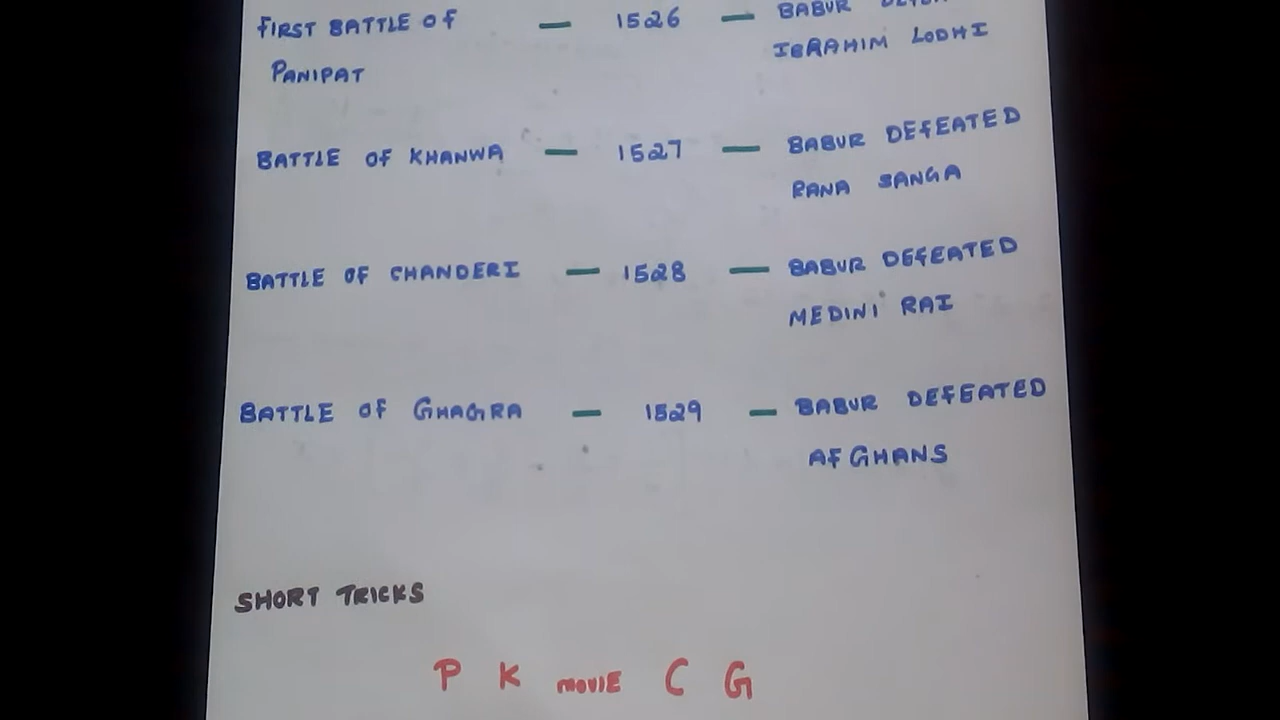 FIRST BATTLE OF — 1526 — BABUR
PANIPAT IBRAHIM LODHI
BATTLE OF KHANWA — 1527 — BABUR DEFEATED
RANA SANGA
BATTLE OF CHANDERI — 1528 — BABUR DEFEATED
MEDINI RAI
BATTLE OF GHAGRA — 1529 — BABUR DEFEATED
AFGHANS
SHORT TRICKS
P K MOVIE C G